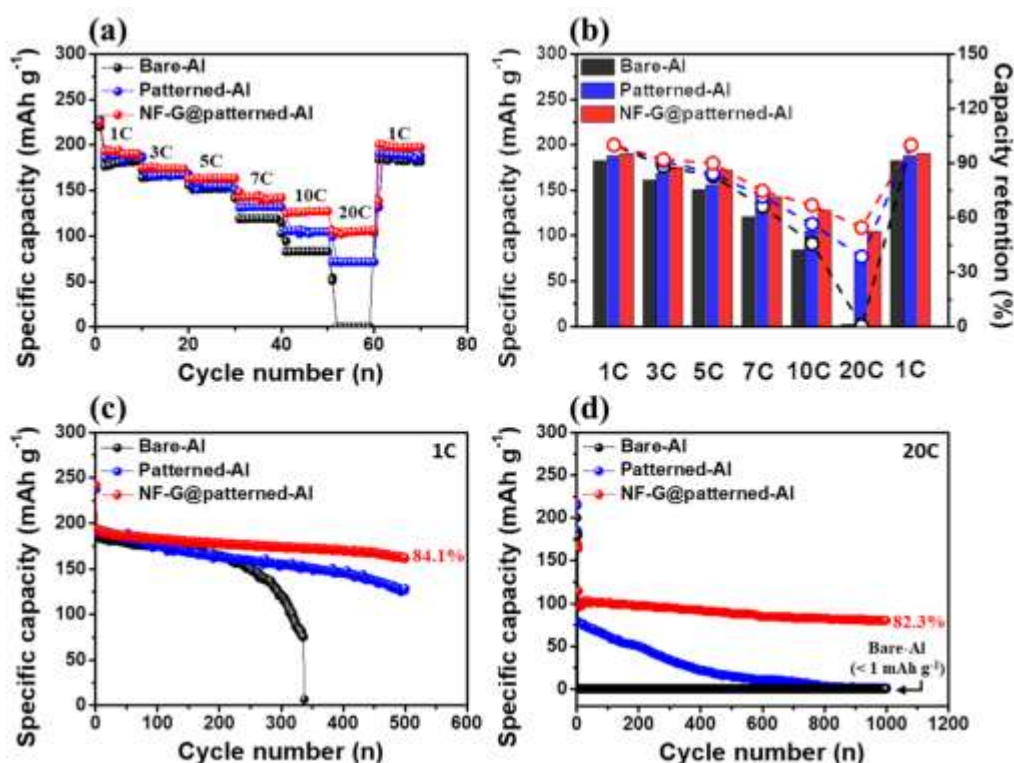 (a)
Specific capacity (mAh g⁻¹)
300
250
200
150
100
50
0
Bare-Al
Patterned-Al
NF-G@patterned-Al
1C
3C
5C
7C
10C
20C
1C
0 20 40 60 80
Cycle number (n)
(b)
Specific capacity (mAh g⁻¹)
300
250
200
150
100
50
0
Bare-Al
Patterned-Al
NF-G@patterned-Al
150
120
90
60
30
0
Capacity retention (%)
1C 3C 5C 7C 10C 20C 1C
(c)
Specific capacity (mAh g⁻¹)
300
250
200
150
100
50
0
Bare-Al
Patterned-Al
NF-G@patterned-Al
1C
84.1%
0 100 200 300 400 500 600
Cycle number (n)
(d)
Specific capacity (mAh g⁻¹)
300
250
200
150
100
50
0
Bare-Al
Patterned-Al
NF-G@patterned-Al
20C
82.3%
Bare-Al
(< 1 mAh g⁻¹)
0 200 400 600 800 1000 1200
Cycle number (n)